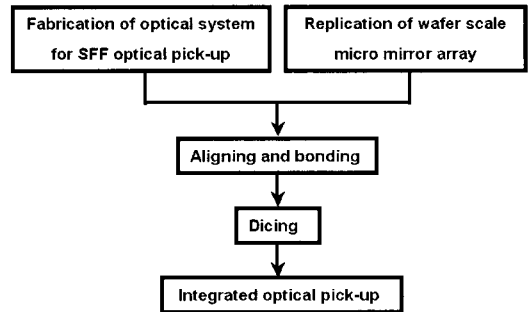 Fabrication of optical system
for SFF optical pick-up
Replication of wafer scale
micro mirror array
Aligning and bonding
Dicing
Integrated optical pick-up